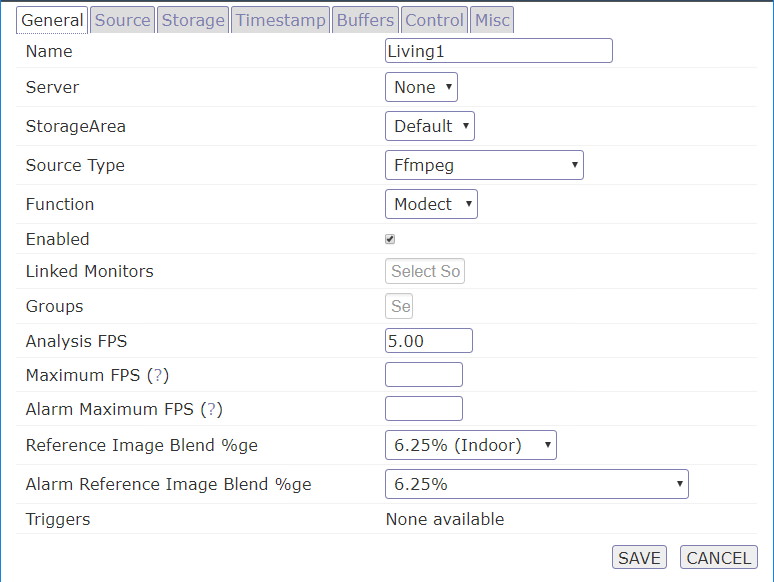 General Source Storage Timestamp Buffers Control Misc
Name Living1
Server None
StorageArea Default
Source Type Ffmpeg
Function Modect
Enabled
Linked Monitors Select So
Groups Se
Analysis FPS 5.00
Maximum FPS (?)
Alarm Maximum FPS (?)
Reference Image Blend %ge 6.25% (Indoor)
Alarm Reference Image Blend %ge 6.25%
Triggers None available
SAVE CANCEL